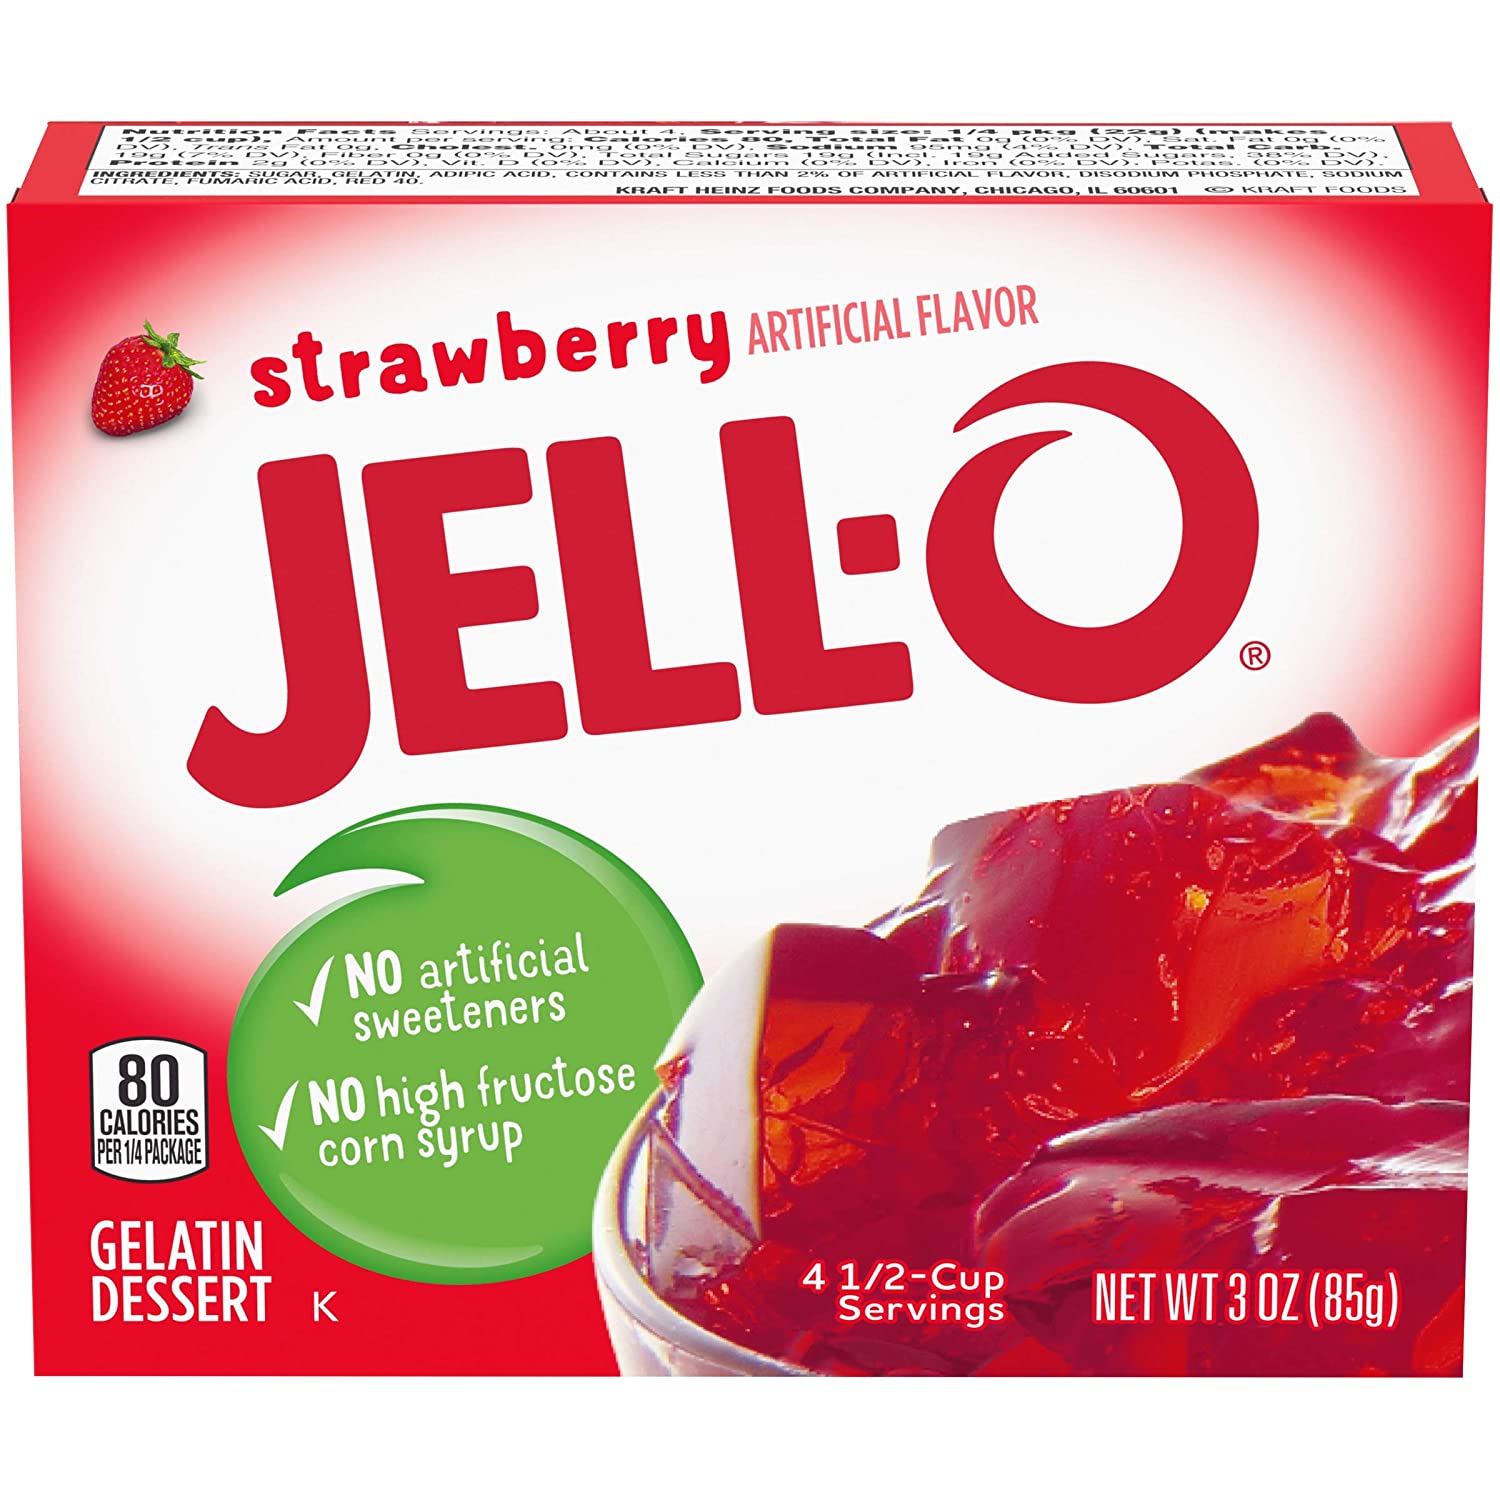 Nutrition Facts Servings: About 4, Serving size: 1/4 pkg (22g) (makes
1/2 cup), Amount per serving: Calories 80, Total Fat 0g (0% DV), Sat. Fat 0g (0%
DV), Trans Fat 0g, Cholest. 0mg (0% DV), Sodium 95mg (4% DV), Total Carb.
19g (7% DV), Fiber 0g (0% DV), Total Sugars 19g (Incl. 19g Added Sugars, 38% DV),
Protein 2g (0% DV), Vit. D (0% DV), Calcium (0% DV), Iron (0% DV), Potas. (0% DV).
INGREDIENTS: SUGAR, GELATIN, ADIPIC ACID, CONTAINS LESS THAN 2% OF ARTIFICIAL FLAVOR, DISODIUM PHOSPHATE, SODIUM
CITRATE, FUMARIC ACID, RED 40.
KRAFT HEINZ FOODS COMPANY, CHICAGO, IL 60601 © KRAFT FOODS
strawberry ARTIFICIAL FLAVOR
JELL-O®
NO artificial
sweeteners
NO high fructose
corn syrup
80
CALORIES
PER 1/4 PACKAGE
GELATIN
DESSERT K
4 1/2-Cup
Servings
NET WT 3 OZ (85g)